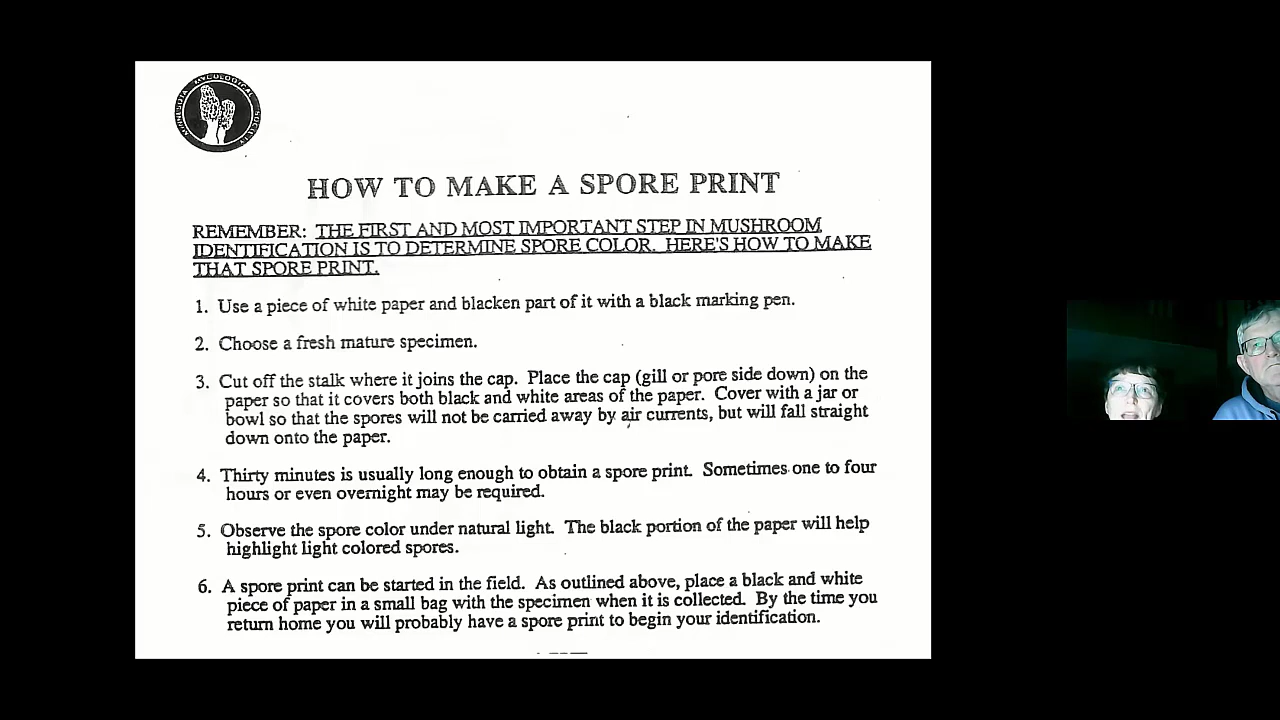 MINNESOTA MYCOLOGICAL SOCIETY
HOW TO MAKE A SPORE PRINT
REMEMBER: THE FIRST AND MOST IMPORTANT STEP IN MUSHROOM
IDENTIFICATION IS TO DETERMINE SPORE COLOR. HERE'S HOW TO MAKE
THAT SPORE PRINT.
1. Use a piece of white paper and blacken part of it with a black marking pen.
2. Choose a fresh mature specimen.
3. Cut off the stalk where it joins the cap. Place the cap (gill or pore side down) on the
paper so that it covers both black and white areas of the paper. Cover with a jar or
bowl so that the spores will not be carried away by air currents, but will fall straight
down onto the paper.
4. Thirty minutes is usually long enough to obtain a spore print. Sometimes one to four
hours or even overnight may be required.
5. Observe the spore color under natural light. The black portion of the paper will help
highlight light colored spores.
6. A spore print can be started in the field. As outlined above, place a black and white
piece of paper in a small bag with the specimen when it is collected. By the time you
return home you will probably have a spore print to begin your identification.